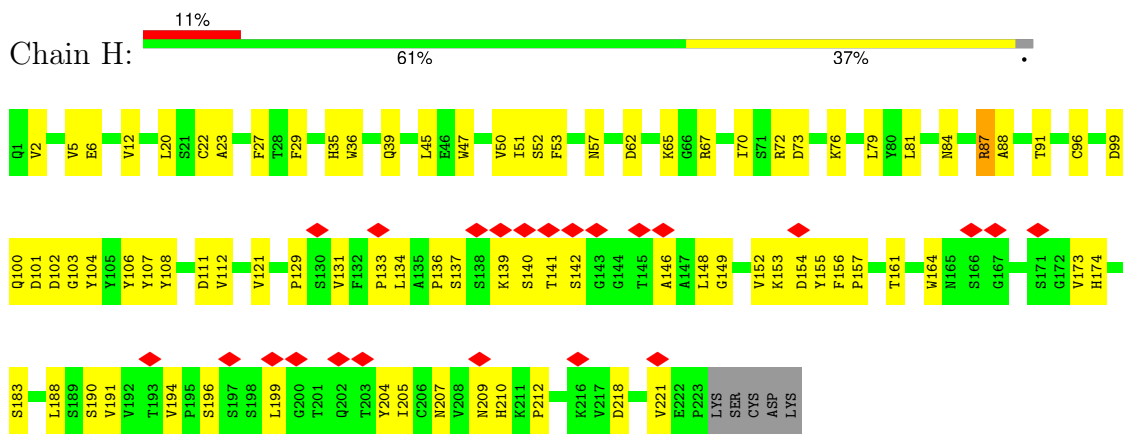 11%
Chain H:
61% 37% •
Q1 V2 V5 E6 V12 L20 S21 C22 A23 F27 T28 F29 H35 W36 Q39 L45 E46 W47 V50 I51 S52 F53 N57 D62 K65 G66 R67 I70 S71 R72 D73 K76 L79 Y80 L81 N84 R87 A88 T91 C96 D99
Q100 D101 D102 G103 Y104 Y105 Y106 Y107 Y108 D111 V112 V121 P129 S130 V131 F132 P133 L134 A135 P136 S137 S138 K139 S140 T141 S142 G143 G144 T145 A146 A147 L148 G149 V152 K153 D154 Y155 F156 P157 T161 W164 N165 S166 G167 S171 G172 V173 H174
S183 L188 S189 S190 V191 V192 T193 V194 P195 S196 S197 S198 L199 G200 T201 Q202 T203 Y204 I205 C206 N207 V208 N209 H210 K211 P212 K216 V217 D218 V221 E222 P223 LYS SER CYS ASP LYS